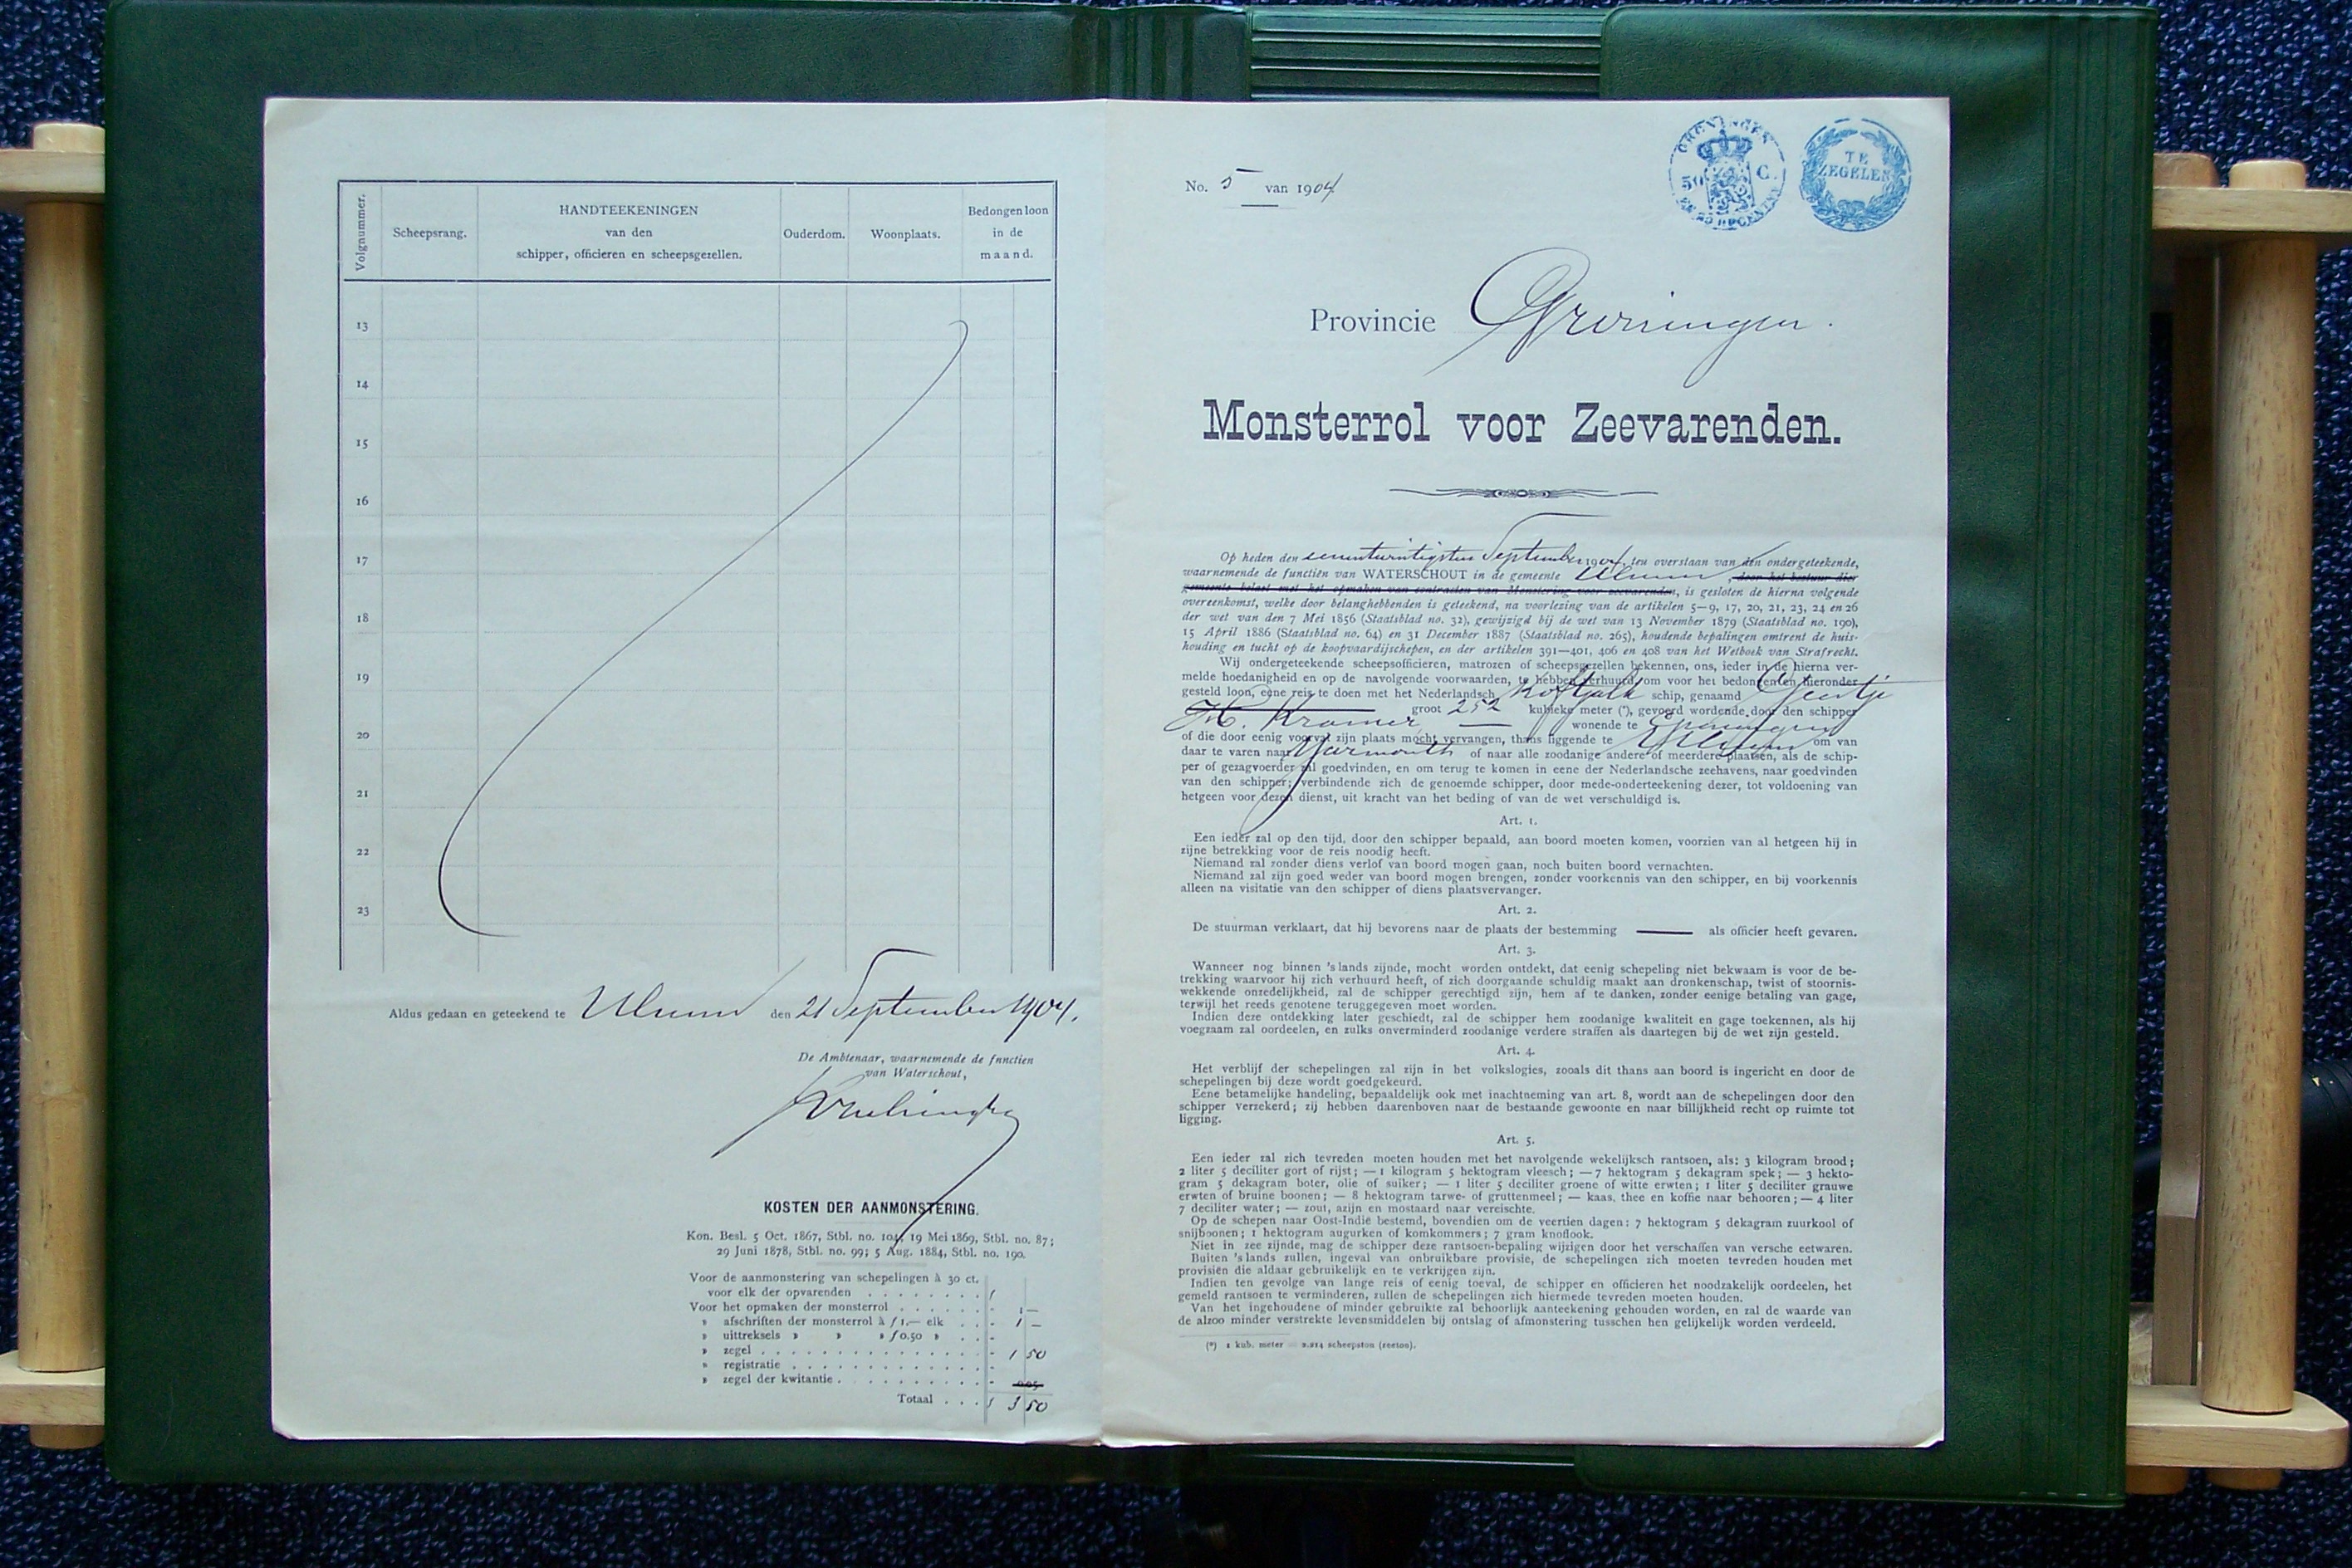 Volgnummer.
Scheepsrang.
HANDTEEKENINGEN
van den
schipper, officieren en scheepsgezellen.
Ouderdom.
Woonplaats.
Bedongen loon
in de
maand.
13
14
15
16
17
18
19
20
21
22
23
Aldus gedaan en geteekend te Ulrum den 21 September 1904.
De Ambtenaar, waarnemende de fnnctien
van Waterschout,
KOSTEN DER AANMONSTERING.
Kon. Besl. 5 Oct. 1867, Stbl. no. 104, 19 Mei 1869, Stbl. no. 87;
29 Juni 1878, Stbl. no. 99; 5 Aug. 1884, Stbl. no. 190.
Voor de aanmonstering van schepelingen à 30 ct.
voor elk der opvarenden . . . . . . . . f
Voor het opmaken der monsterrol . . . . . . - 1 —
" afschriften der monsterrol à f 1.— elk . . - 1 —
" uittreksels " " " f 0.50 " . . -
" zegel . . . . . . . . . . . . . . . - 1 50
" registratie . . . . . . . . . . . . -
" zegel der kwitantie . . . . . . . . . - 005
Totaal . . . f 3 50
No. 5 van 1904
GRONINGEN
50 C.
TE
ZEGELEN
Provincie Groningen.
Monsterrol voor Zeevarenden.
Op heden den eenentwintigsten September 1904, ten overstaan van den ondergeteekende,
waarnemende de functiën van WATERSCHOUT in de gemeente Ulrum, door het bestuur dier
gemeente belast met het opmaken van contracten van Monstering voor zeevarenden, is gesloten de hierna volgende
overeenkomst, welke door belanghebbenden is geteekend, na voorlezing van de artikelen 5—9, 17, 20, 21, 23, 24 en 26
der wet van den 7 Mei 1856 (Staatsblad no. 32), gewijzigd bij de wet van 13 November 1879 (Staatsblad no. 190),
15 April 1886 (Staatsblad no. 64) en 31 December 1887 (Staatsblad no. 265), houdende bepalingen omtrent de huis-
houding en tucht op de koopvaardijschepen, en der artikelen 391—401, 406 en 408 van het Wetboek van Strafrecht.
Wij ondergeteekende scheepsofficieren, matrozen of scheepsgezellen bekennen, ons, ieder in de hierna ver-
melde hoedanigheid en op de navolgende voorwaarden, te hebben verhuurd om voor het bedongen en hieronder
gesteld loon, eene reis te doen met het Nederlandsch Koftjalk schip, genaamd Geertje
groot 252 kubieke meter (*), gevoerd wordende door den schipper
H. Kramer — wonende te Groningen
of die door eenig voorval zijn plaats mocht vervangen, thans liggende te Ulrum om van
daar te varen naar Yarmouth of naar alle zoodanige andere of meerdere plaatsen, als de schip-
per of gezagvoerder zal goedvinden, en om terug te komen in eene der Nederlandsche zeehavens, naar goedvinden
van den schipper; verbindende zich de genoemde schipper, door mede-onderteekening dezer, tot voldoening van
hetgeen voor dezen dienst, uit kracht van het beding of van de wet verschuldigd is.
Art. 1.
Een ieder zal op den tijd, door den schipper bepaald, aan boord moeten komen, voorzien van al hetgeen hij in
zijne betrekking voor de reis noodig heeft.
Niemand zal zonder diens verlof van boord mogen gaan, noch buiten boord vernachten.
Niemand zal zijn goed weder van boord mogen brengen, zonder voorkennis van den schipper, en bij voorkennis
alleen na visitatie van den schipper of diens plaatsvervanger.
Art. 2.
De stuurman verklaart, dat hij bevorens naar de plaats der bestemming — als officier heeft gevaren.
Art. 3.
Wanneer nog binnen 's lands zijnde, mocht worden ontdekt, dat eenig schepeling niet bekwaam is voor de be-
trekking waarvoor hij zich verhuurd heeft, of zich doorgaande schuldig maakt aan dronkenschap, twist of stoornis-
wekkende onzedelijkheid, zal de schipper gerechtigd zijn, hem af te danken, zonder eenige betaling van gage,
terwijl het reeds genotene teruggegeven moet worden.
Indien deze ontdekking later geschiedt, zal de schipper hem zoodanige kwaliteit en gage toekennen, als hij
voegzaam zal oordeelen, en zulks onverminderd zoodanige verdere straffen als daartegen bij de wet zijn gesteld.
Art. 4.
Het verblijf der schepelingen zal zijn in het volkslogies, zooals dit thans aan boord is ingericht en door de
schepelingen bij deze wordt goedgekeurd.
Eene betamelijke handeling, bepaaldelijk ook met inachtneming van art. 8, wordt aan de schepelingen door den
schipper verzekerd; zij hebben daarenboven naar de bestaande gewoonte en naar billijkheid recht op ruimte tot
ligging.
Art. 5.
Een ieder zal zich tevreden moeten houden met het navolgende wekelijksch rantsoen, als: 3 kilogram brood;
2 liter 5 deciliter gort of rijst; — 1 kilogram 5 hektogram vleesch; — 7 hektogram 5 dekagram spek; — 3 hekto-
gram 5 dekagram boter, olie of suiker; — 1 liter 5 deciliter groene of witte erwten; 1 liter 5 deciliter grauwe
erwten of bruine boonen; — 8 hektogram tarwe- of gruttenmeel; — kaas, thee en koffie naar behooren; — 4 liter
7 deciliter water; — zout, azijn en mostaard naar vereischte.
Op de schepen naar Oost-Indië bestemd, bovendien om de veertien dagen: 7 hektogram 5 dekagram zuurkool of
snijboonen; 1 hektogram augurken of komkommers; 7 gram knoflook.
Niet in zee zijnde, mag de schipper deze rantsoen-bepaling wijzigen door het verschaffen van versche eetwaren.
Buiten 's lands zullen, ingeval van onbruikbare provisie, de schepelingen zich moeten tevreden houden met
provisiën die aldaar gebruikelijk en te verkrijgen zijn.
Indien ten gevolge van lange reis of eenig toeval, de schipper en officieren het noodzakelijk oordeelen, het
gemeld rantsoen te verminderen, zullen de schepelingen zich hiermede tevreden moeten houden.
Van het ingehoudene of minder gebruikte zal behoorlijk aanteekening gehouden worden, en zal de waarde van
de alzoo minder verstrekte levensmiddelen bij ontslag of afmonstering tusschen hen gelijkelijk worden verdeeld.
(*) 1 kub. meter = 2.214 scheepston (zeeton).